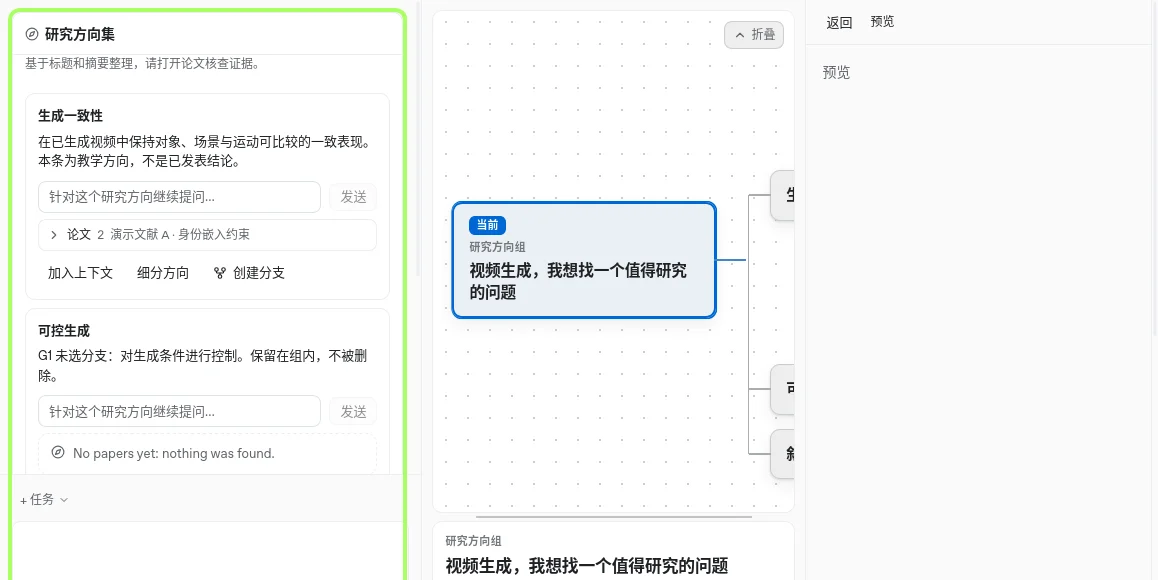 研究方向集
基于标题和摘要整理，请打开论文核查证据。
生成一致性
在已生成视频中保持对象、场景与运动可比较的一致表现。
本条为教学方向，不是已发表结论。
针对这个研究方向继续提问...
发送
论文 2 演示文献 A · 身份嵌入约束
加入上下文 细分方向 创建分支
可控生成
G1 未选分支：对生成条件进行控制。保留在组内，不被删
除。
针对这个研究方向继续提问...
发送
No papers yet: nothing was found.
+ 任务
折叠
当前
研究方向组
视频生成，我想找一个值得研究
的问题
生
可
研究方向组
视频生成，我想找一个值得研究的问题
返回 预览
预览